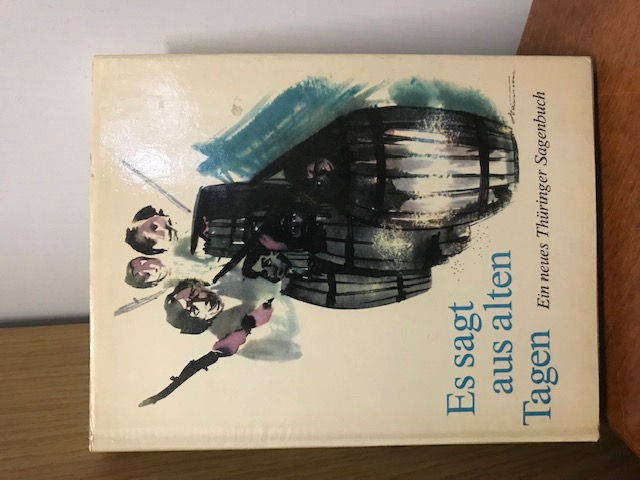 Es sagt
aus alten
Tagen
Ein neues Thüringer Sagenbuch